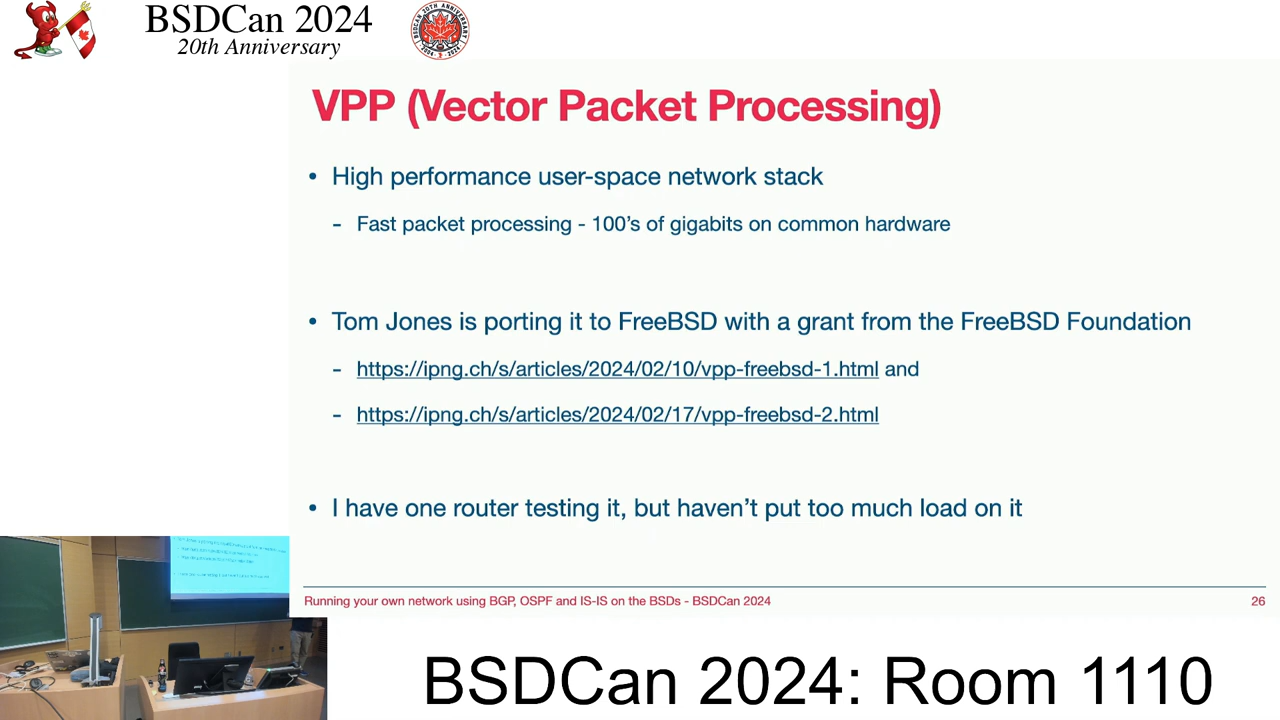 BSDCan 2024
20th Anniversary
VPP (Vector Packet Processing)
• High performance user-space network stack
- Fast packet processing - 100's of gigabits on common hardware
• Tom Jones is porting it to FreeBSD with a grant from the FreeBSD Foundation
- https://ipng.ch/s/articles/2024/02/10/vpp-freebsd-1.html and
- https://ipng.ch/s/articles/2024/02/17/vpp-freebsd-2.html
• I have one router testing it, but haven't put too much load on it
Running your own network using BGP, OSPF and IS-IS on the BSDs - BSDCan 2024 26
BSDCan 2024: Room 1110